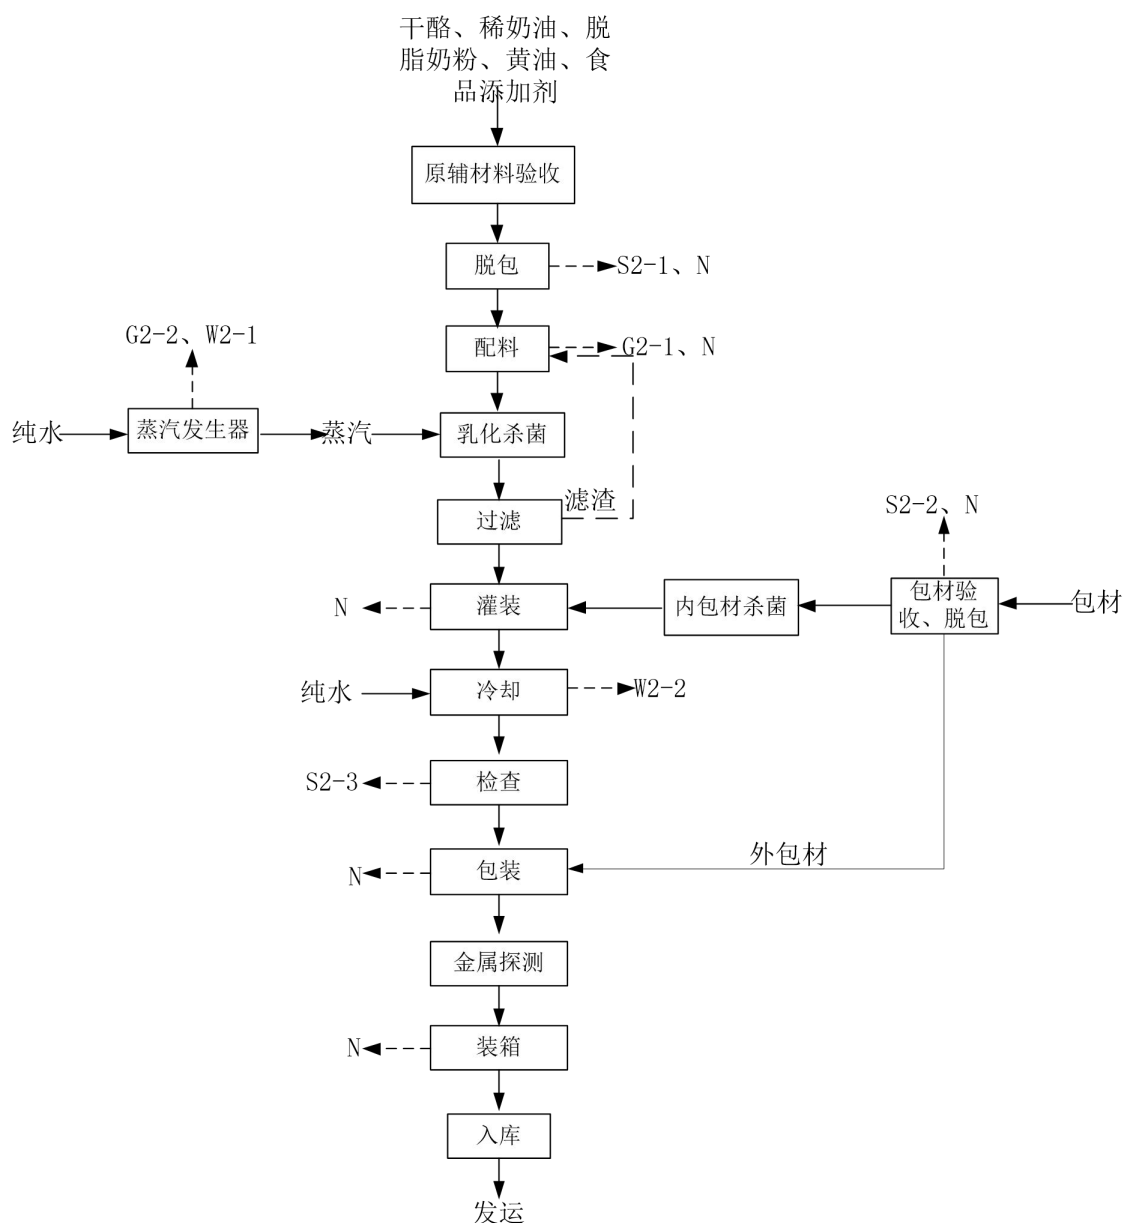 干酪、稀奶油、脱
脂奶粉、黄油、食
品添加剂
原辅材料验收
脱包
S2-1、N
G2-2、W2-1
配料
G2-1、N
纯水
蒸汽发生器
蒸汽
乳化杀菌
滤渣
过滤
S2-2、N
N
灌装
内包材杀菌
包材验
收、脱包
包材
纯水
冷却
W2-2
S2-3
检查
N
包装
外包材
金属探测
N
装箱
入库
发运